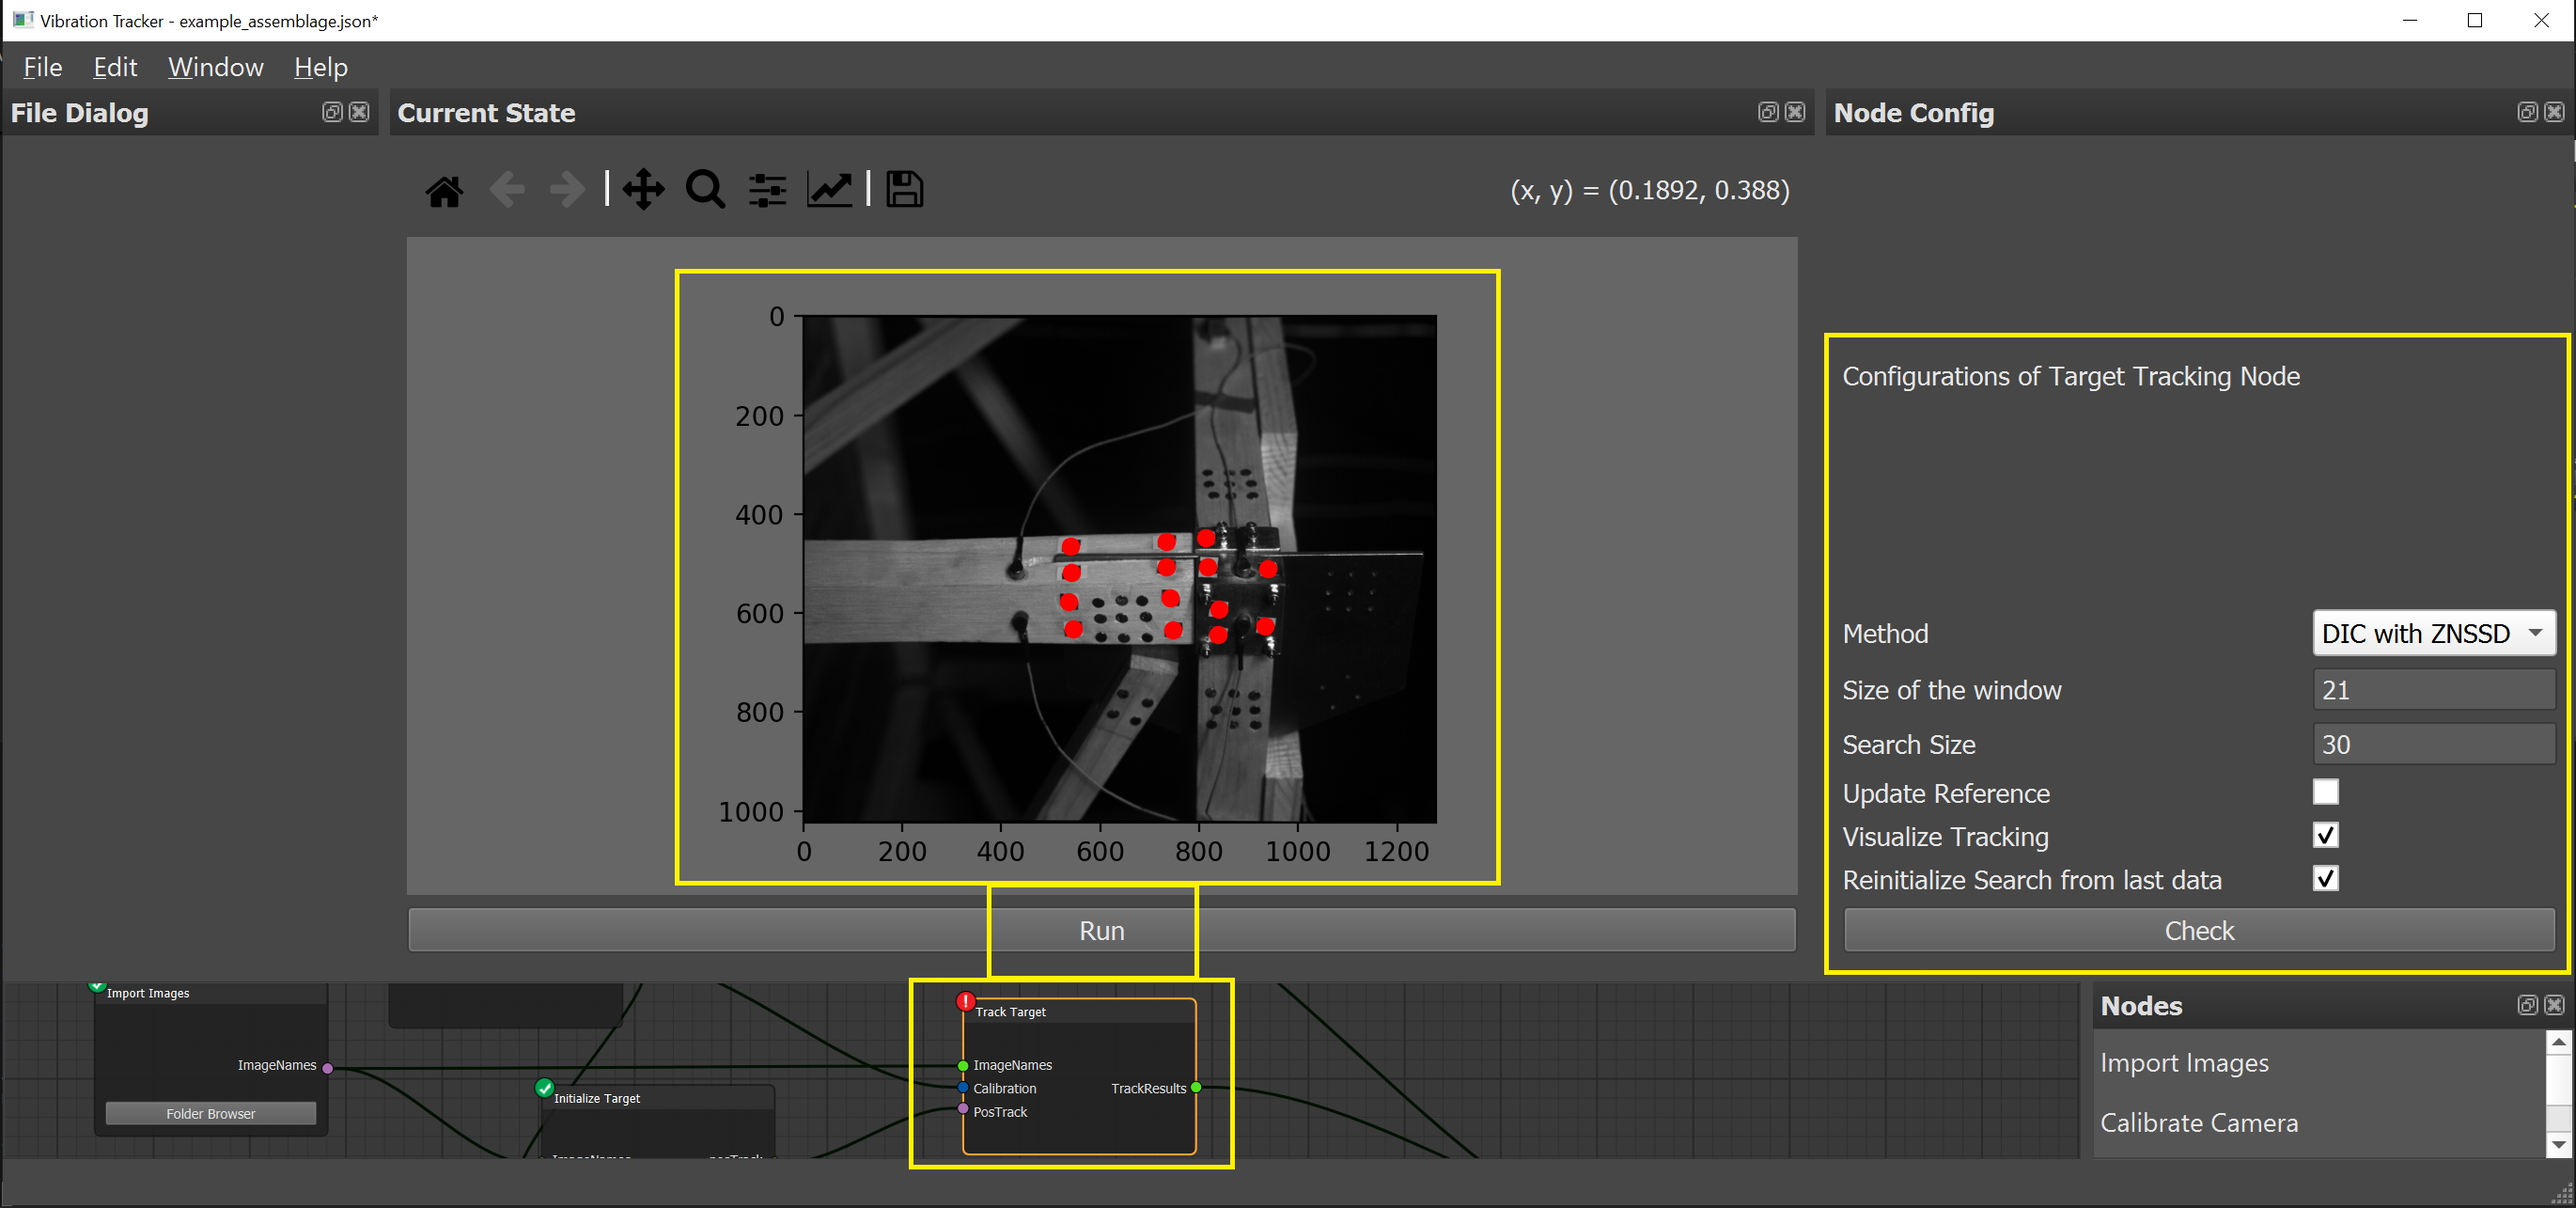 Vibration Tracker - example_assemblage.json*
File Edit Window Help
File Dialog
Current State
Node Config
(x, y) = (0.1892, 0.388)
0
200
400
600
800
1000
0 200 400 600 800 1000 1200
Run
Configurations of Target Tracking Node
Method DIC with ZNSSD
Size of the window 21
Search Size 30
Update Reference
Visualize Tracking
Reinitialize Search from last data
Check
Import Images
ImageNames
Folder Browser
Initialize Target
Track Target
ImageNames
Calibration
TrackResults
PosTrack
Nodes
Import Images
Calibrate Camera